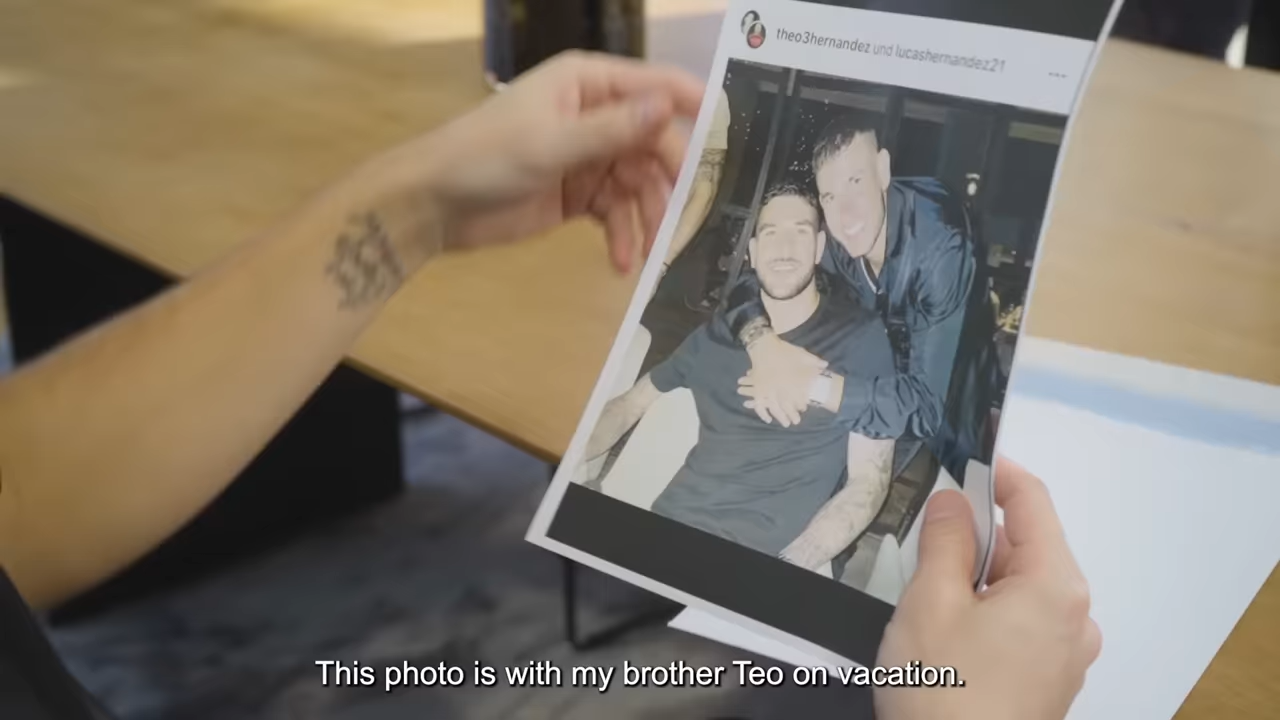 theo3hernandez und lucashernandez21
This photo is with my brother Teo on vacation.